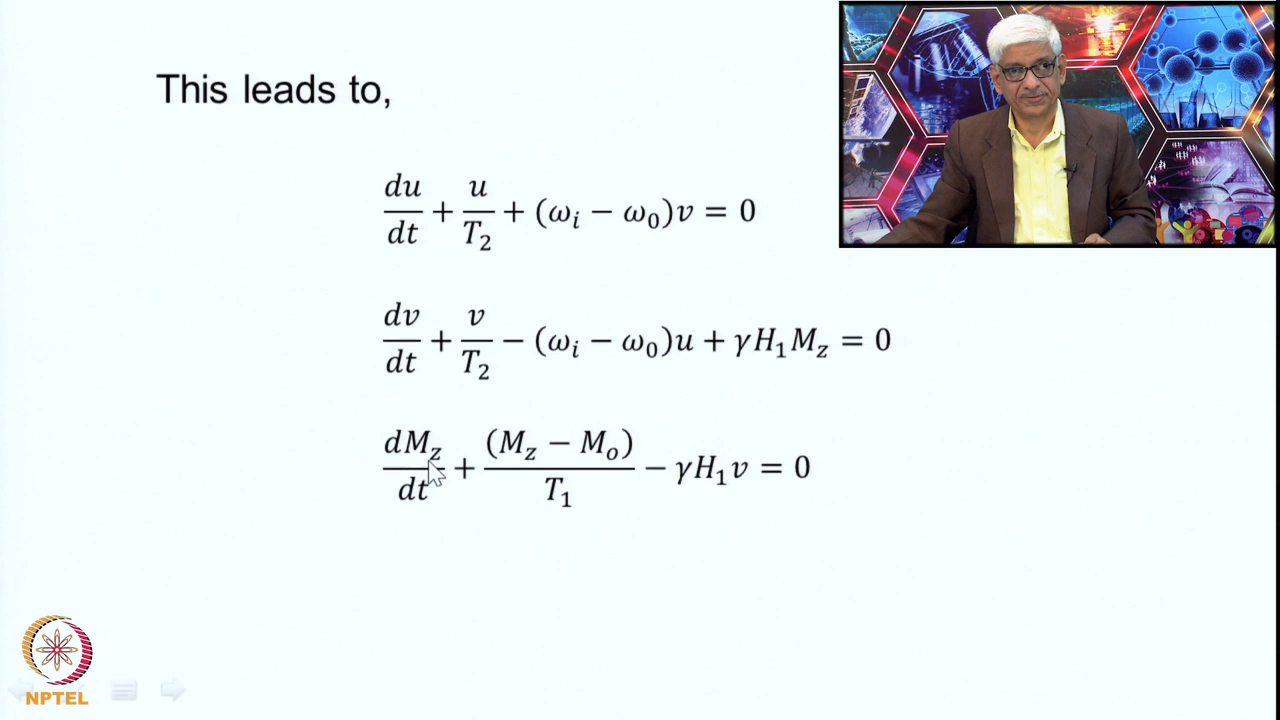 This leads to,
du/dt + u/T₂ + (ωᵢ − ω₀)v = 0
dv/dt + v/T₂ − (ωᵢ − ω₀)u + γH₁M_z = 0
dM_z/dt + (M_z − M_o)/T₁ − γH₁v = 0
NPTEL